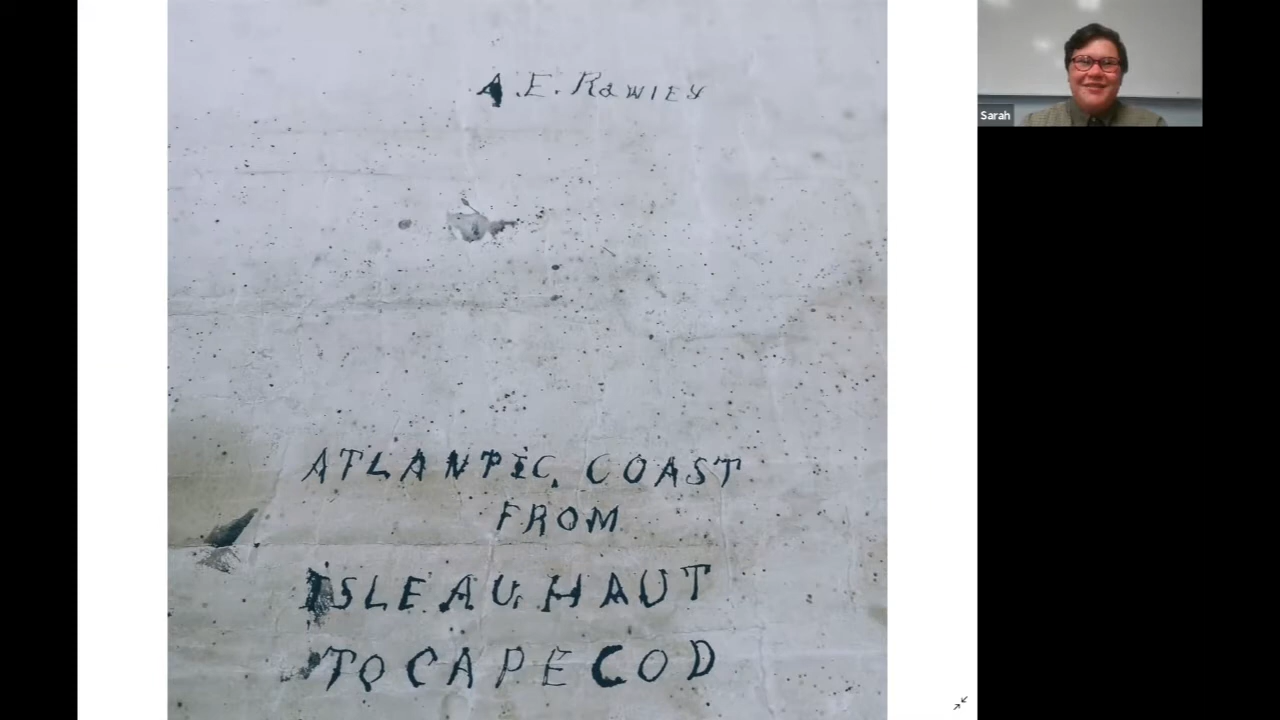 A.E. Rawley
ATLANTIC COAST
FROM
ISLE AU HAUT
TO CAPE COD
Sarah